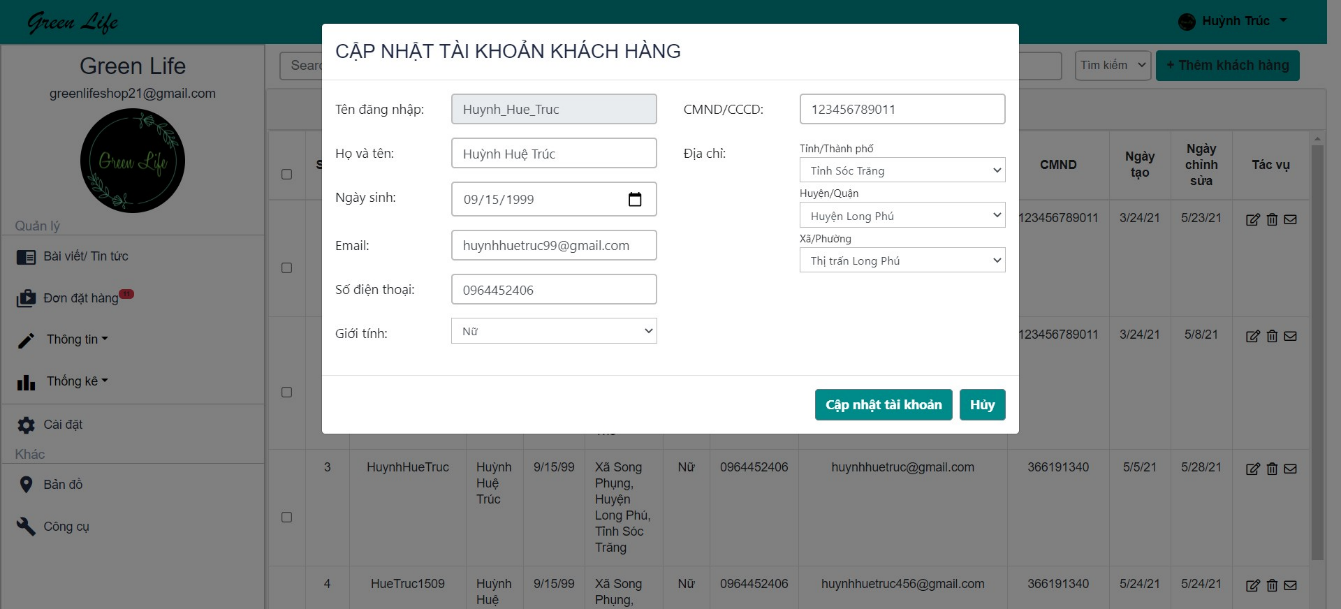 Green Life
Huỳnh Trúc
CẬP NHẬT TÀI KHOẢN KHÁCH HÀNG
Green Life
greenlifeshop21@gmail.com
Green Life
Tìm kiếm
+ Thêm khách hàng
Tên đăng nhập:
Huynh_Hue_Truc
CMND/CCCD:
123456789011
Họ và tên:
Huỳnh Huệ Trúc
Địa chỉ:
Tỉnh/Thành phố
Tỉnh Sóc Trăng
Ngày sinh:
09/15/1999
Huyện/Quận
Huyện Long Phú
Email:
huynhhuetruc99@gmail.com
Xã/Phường
Thị trấn Long Phú
Số điện thoại:
0964452406
Giới tính:
Nữ
Cập nhật tài khoản
Hủy
Quản lý
Bài viết/ Tin tức
Đơn đặt hàng
Thông tin
Thống kê
Cài đặt
Khác
Bản đồ
Công cụ
CMND
Ngày tạo
Ngày chỉnh sửa
Tác vụ
123456789011
3/24/21
5/23/21
123456789011
3/24/21
5/8/21
3
HuynhHueTruc
Huỳnh Huệ Trúc
9/15/99
Xã Song Phụng, Huyện Long Phú, Tỉnh Sóc Trăng
Nữ
0964452406
huynhhuetruc@gmail.com
366191340
5/5/21
5/28/21
4
HueTruc1509
Huỳnh Huệ
9/15/99
Xã Song Phụng,
Nữ
0964452406
huynhhuetruc456@gmail.com
366191340
5/24/21
5/24/21